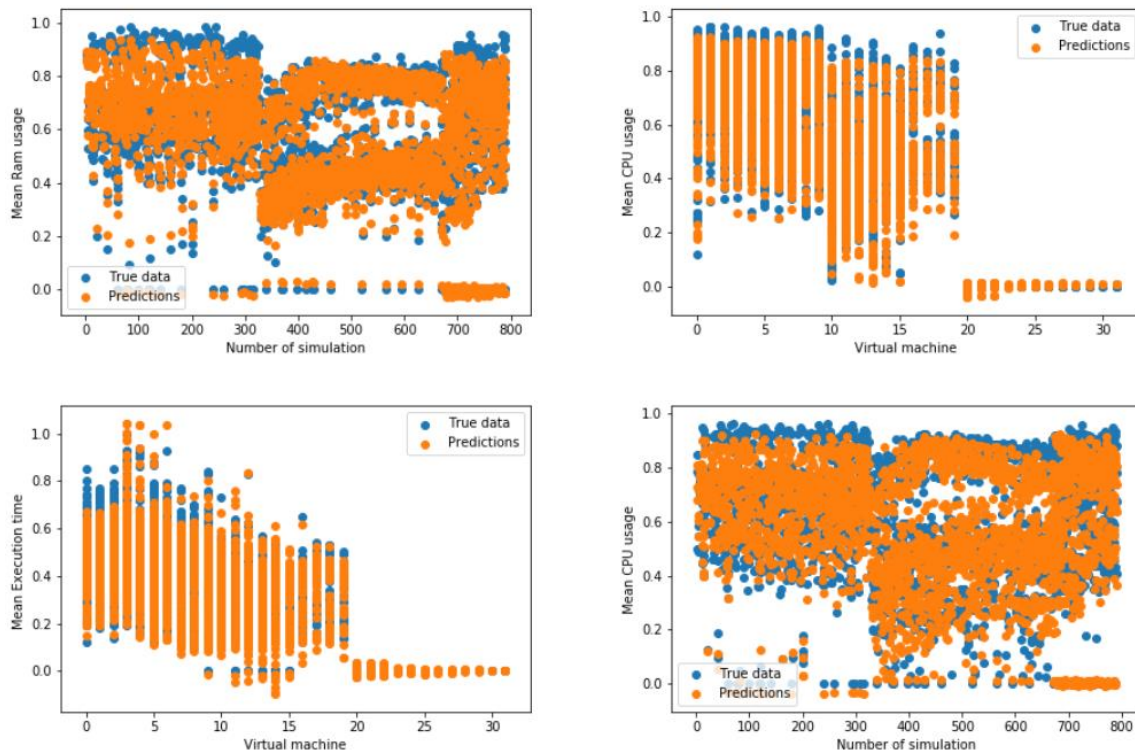 1.0
0.8
0.6
0.4
0.2
0.0
Mean Ram usage
True data
Predictions
0 100 200 300 400 500 600 700 800
Number of simulation
1.0
0.8
0.6
0.4
0.2
0.0
Mean CPU usage
True data
Predictions
0 5 10 15 20 25 30
Virtual machine
1.0
0.8
0.6
0.4
0.2
0.0
Mean Execution time
True data
Predictions
0 5 10 15 20 25 30
Virtual machine
1.0
0.8
0.6
0.4
0.2
0.0
Mean CPU usage
True data
Predictions
0 100 200 300 400 500 600 700 800
Number of simulation